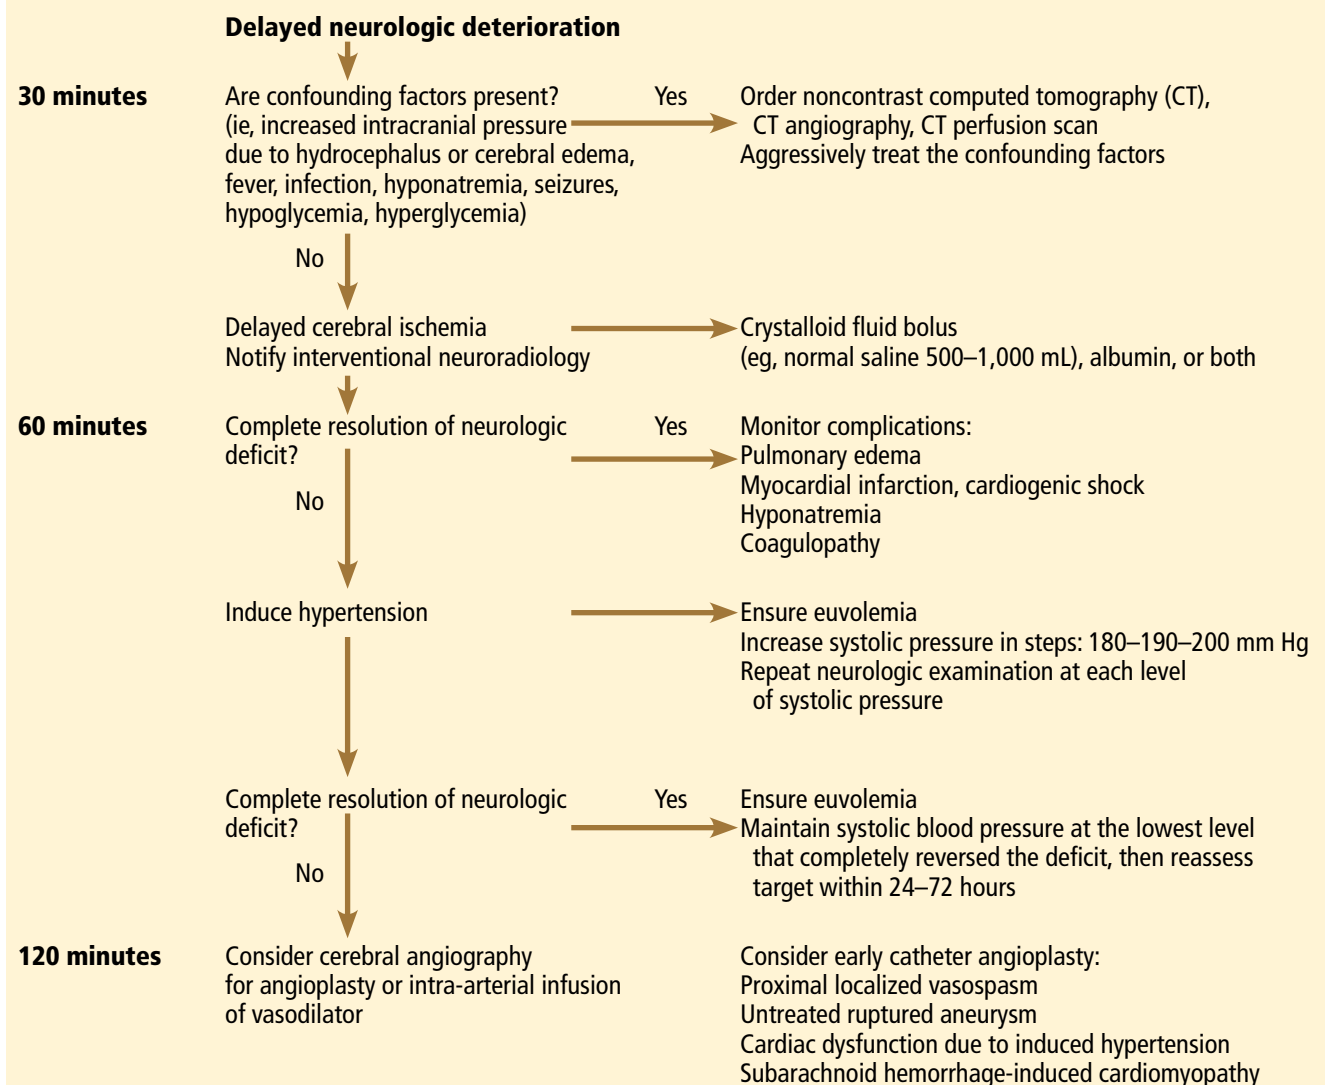 Delayed neurologic deterioration
30 minutes
Are confounding factors present?
(ie, increased intracranial pressure
due to hydrocephalus or cerebral edema,
fever, infection, hyponatremia, seizures,
hypoglycemia, hyperglycemia)
Yes
Order noncontrast computed tomography (CT),
CT angiography, CT perfusion scan
Aggressively treat the confounding factors
No
Delayed cerebral ischemia
Notify interventional neuroradiology
Crystalloid fluid bolus
(eg, normal saline 500–1,000 mL), albumin, or both
60 minutes
Complete resolution of neurologic
deficit?
Yes
Monitor complications:
Pulmonary edema
Myocardial infarction, cardiogenic shock
Hyponatremia
Coagulopathy
No
Induce hypertension
Ensure euvolemia
Increase systolic pressure in steps: 180–190–200 mm Hg
Repeat neurologic examination at each level
of systolic pressure
Complete resolution of neurologic
deficit?
Yes
Ensure euvolemia
Maintain systolic blood pressure at the lowest level
that completely reversed the deficit, then reassess
target within 24–72 hours
No
120 minutes
Consider cerebral angiography
for angioplasty or intra-arterial infusion
of vasodilator
Consider early catheter angioplasty:
Proximal localized vasospasm
Untreated ruptured aneurysm
Cardiac dysfunction due to induced hypertension
Subarachnoid hemorrhage-induced cardiomyopathy